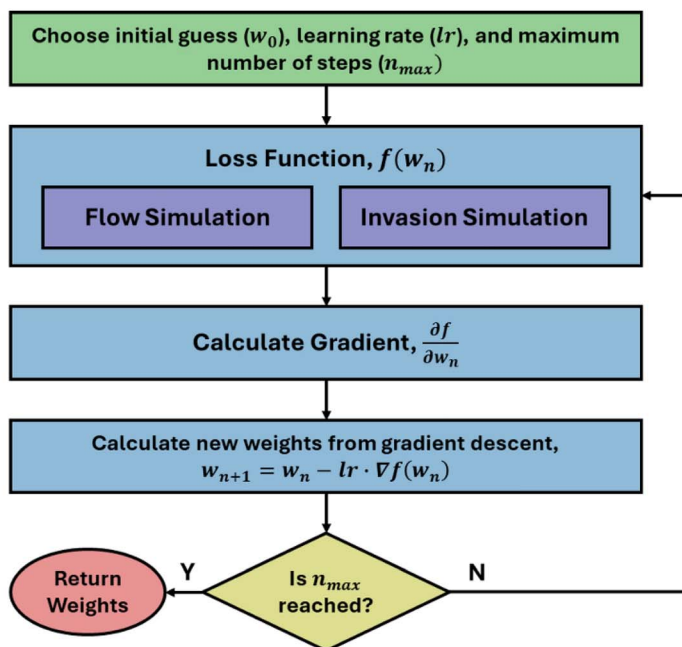 Choose initial guess (w₀), learning rate (lr), and maximum
number of steps (nₘₐₓ)
Loss Function, f(wₙ)
Flow Simulation
Invasion Simulation
Calculate Gradient, ∂f/∂wₙ
Calculate new weights from gradient descent,
wₙ₊₁ = wₙ − lr · ∇f(wₙ)
Is nₘₐₓ
reached?
Y
N
Return
Weights